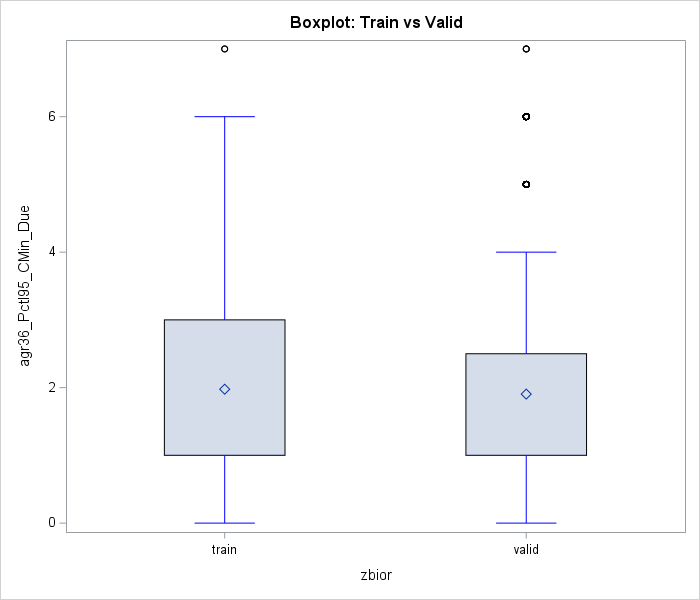 Boxplot: Train vs Valid
agr36_Pctl95_CMin_Due
6
4
2
0
train valid
zbior